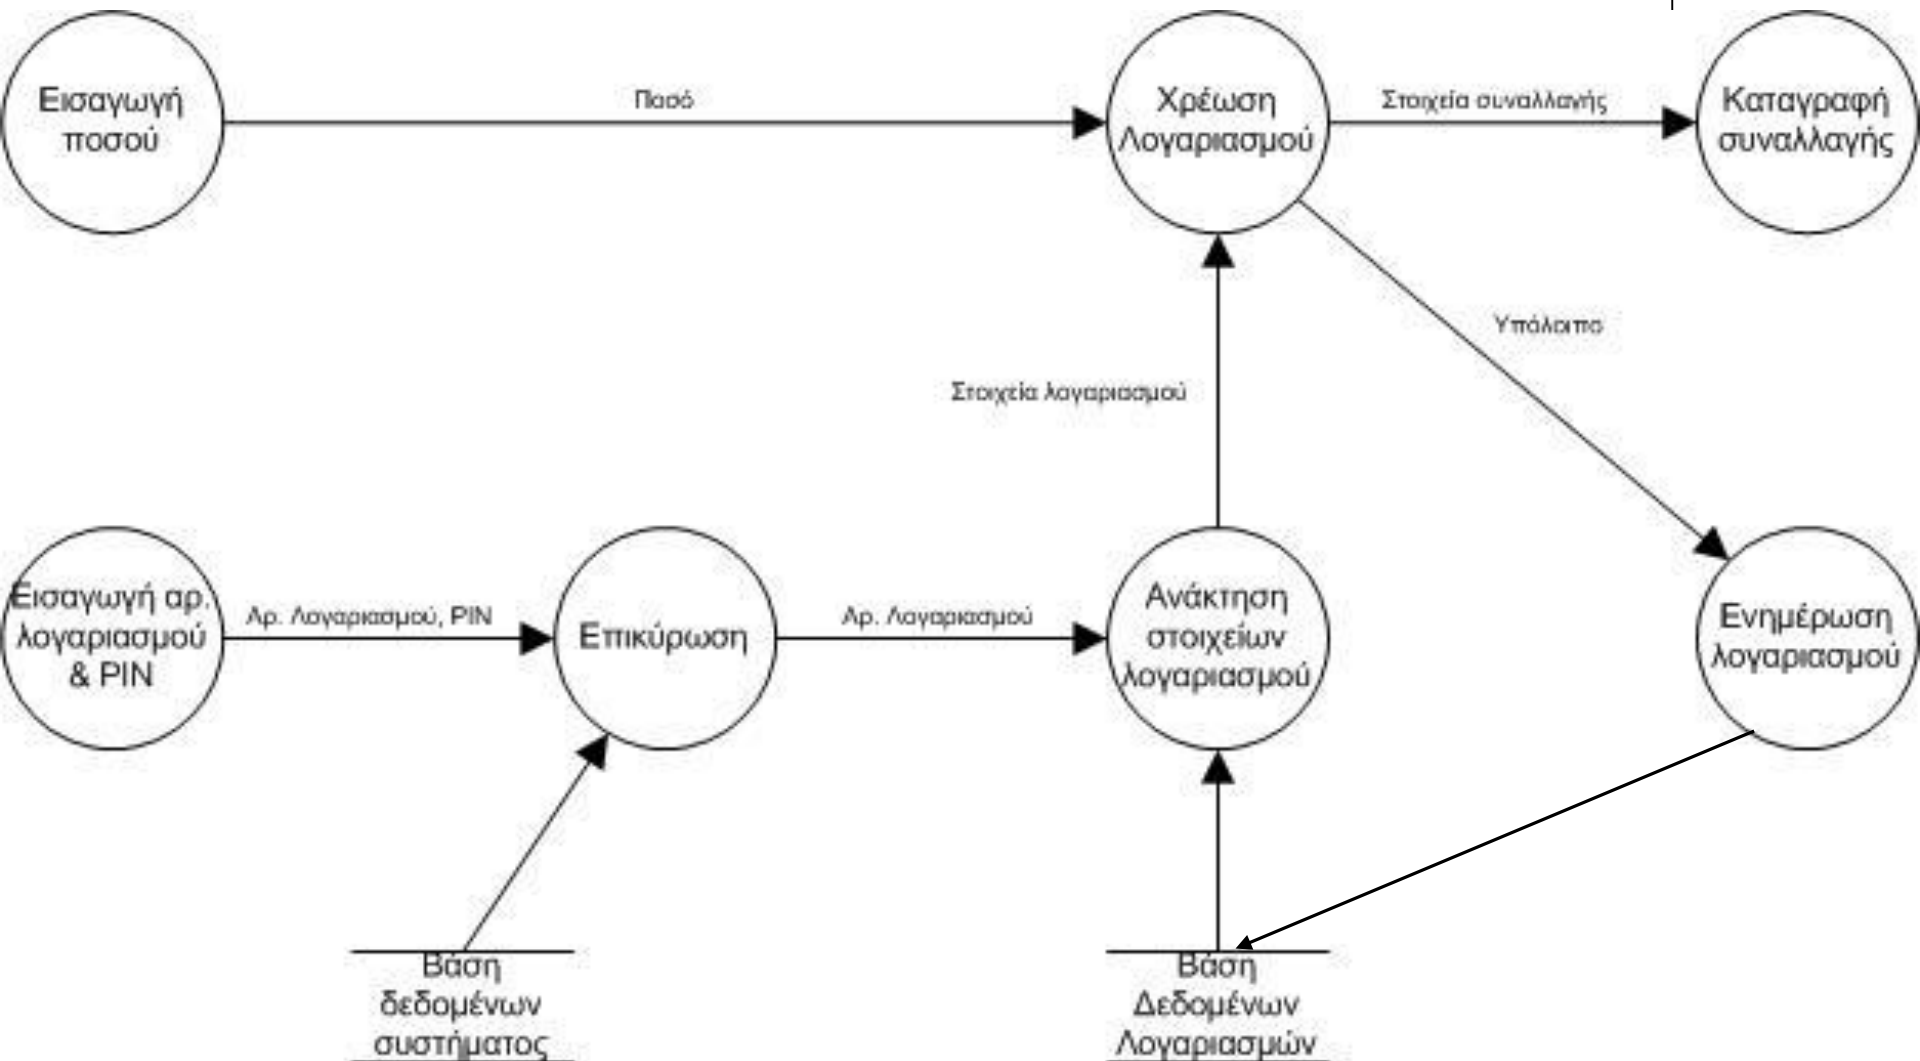 Εισαγωγή
ποσού
Ποσό
Χρέωση
Λογαριασμού
Στοιχεία συναλλαγής
Καταγραφή
συναλλαγής
Υπόλοιπο
Στοιχεία λογαριασμού
Εισαγωγή αρ.
λογαριασμού
& PIN
Αρ. Λογαριασμού, PIN
Επικύρωση
Αρ. Λογαριασμού
Ανάκτηση
στοιχείων
λογαριασμού
Ενημέρωση
λογαριασμού
Βάση
δεδομένων
συστήματος
Βάση
Δεδομένων
Λογαριασμών